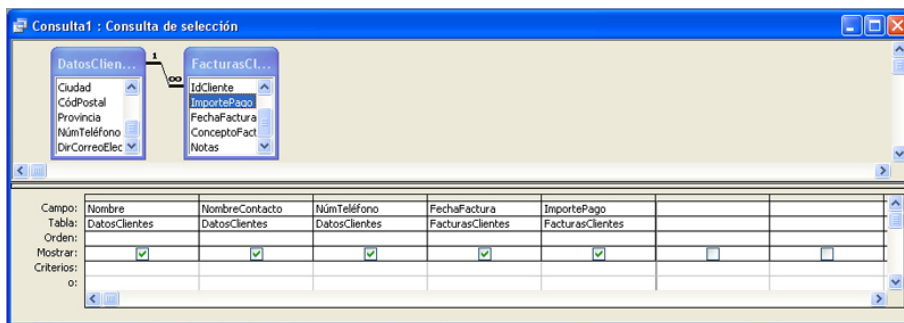 Consulta1 : Consulta de selección
DatosClien...
1
∞
FacturasCl...
Ciudad
CódPostal
Provincia
NúmTeléfono
DirCorreoElec
IdCliente
ImportePago
FechaFactura
ConceptoFact
Notas
Campo: Nombre NombreContacto NúmTeléfono FechaFactura ImportePago
Tabla: DatosClientes DatosClientes DatosClientes FacturasClientes FacturasClientes
Orden:
Mostrar:
Criterios:
o: